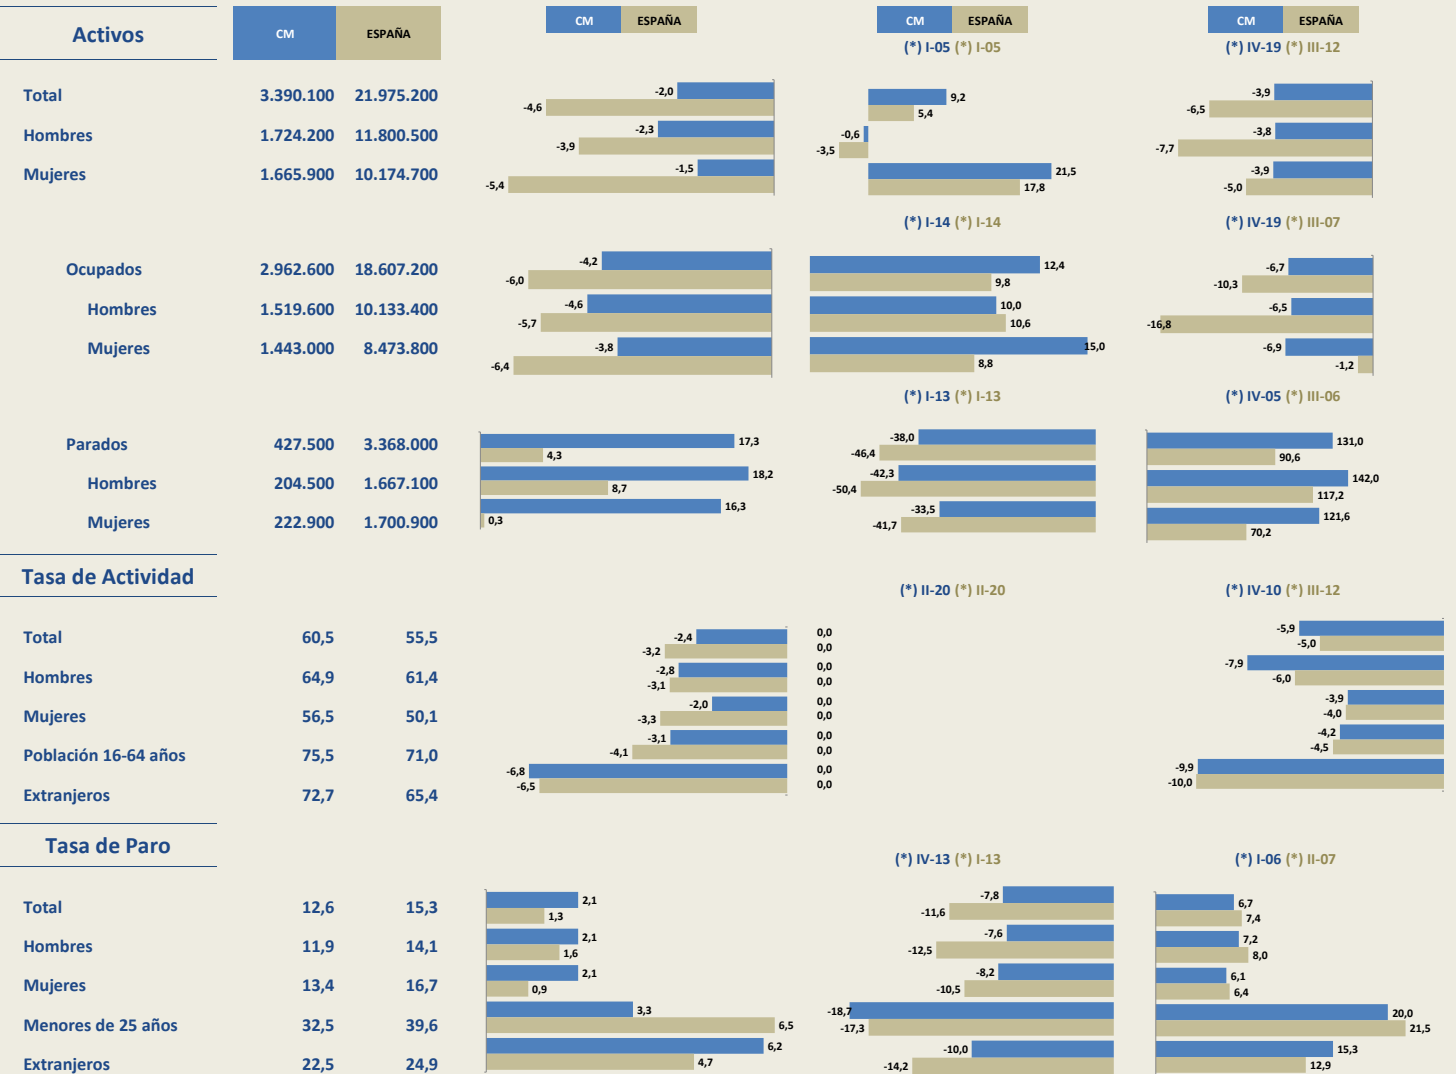 Activos CM ESPAÑA CM ESPAÑA CM ESPAÑA CM ESPAÑA
(*) I-05 (*) I-05 (*) IV-19 (*) III-12
Total 3.390.100 21.975.200 -2,0 -4,6 9,2 5,4 -3,9 -6,5
Hombres 1.724.200 11.800.500 -2,3 -3,9 -0,6 -3,5 -3,8 -7,7
Mujeres 1.665.900 10.174.700 -1,5 -5,4 21,5 17,8 -3,9 -5,0
(*) I-14 (*) I-14 (*) IV-19 (*) III-07
Ocupados 2.962.600 18.607.200 -4,2 -6,0 12,4 9,8 -6,7 -10,3
Hombres 1.519.600 10.133.400 -4,6 -5,7 10,0 10,6 -6,5 -16,8
Mujeres 1.443.000 8.473.800 -3,8 -6,4 15,0 8,8 -6,9 -1,2
(*) I-13 (*) I-13 (*) IV-05 (*) III-06
Parados 427.500 3.368.000 17,3 4,3 -38,0 -46,4 131,0 90,6
Hombres 204.500 1.667.100 18,2 8,7 -42,3 -50,4 142,0 117,2
Mujeres 222.900 1.700.900 16,3 0,3 -33,5 -41,7 121,6 70,2
Tasa de Actividad
(*) II-20 (*) II-20 (*) IV-10 (*) III-12
Total 60,5 55,5 -2,4 -3,2 0,0 0,0 -5,9 -5,0
Hombres 64,9 61,4 -2,8 -3,1 0,0 0,0 -7,9 -6,0
Mujeres 56,5 50,1 -2,0 -3,3 0,0 0,0 -3,9 -4,0
Población 16-64 años 75,5 71,0 -3,1 -4,1 0,0 0,0 -4,2 -4,5
Extranjeros 72,7 65,4 -6,8 -6,5 0,0 0,0 -9,9 -10,0
Tasa de Paro
(*) IV-13 (*) I-13 (*) I-06 (*) II-07
Total 12,6 15,3 2,1 1,3 -7,8 -11,6 6,7 7,4
Hombres 11,9 14,1 2,1 1,6 -7,6 -12,5 7,2 8,0
Mujeres 13,4 16,7 2,1 0,9 -8,2 -10,5 6,1 6,4
Menores de 25 años 32,5 39,6 3,3 6,5 -18,7 -17,3 20,0 21,5
Extranjeros 22,5 24,9 6,2 4,7 -10,0 -14,2 15,3 12,9